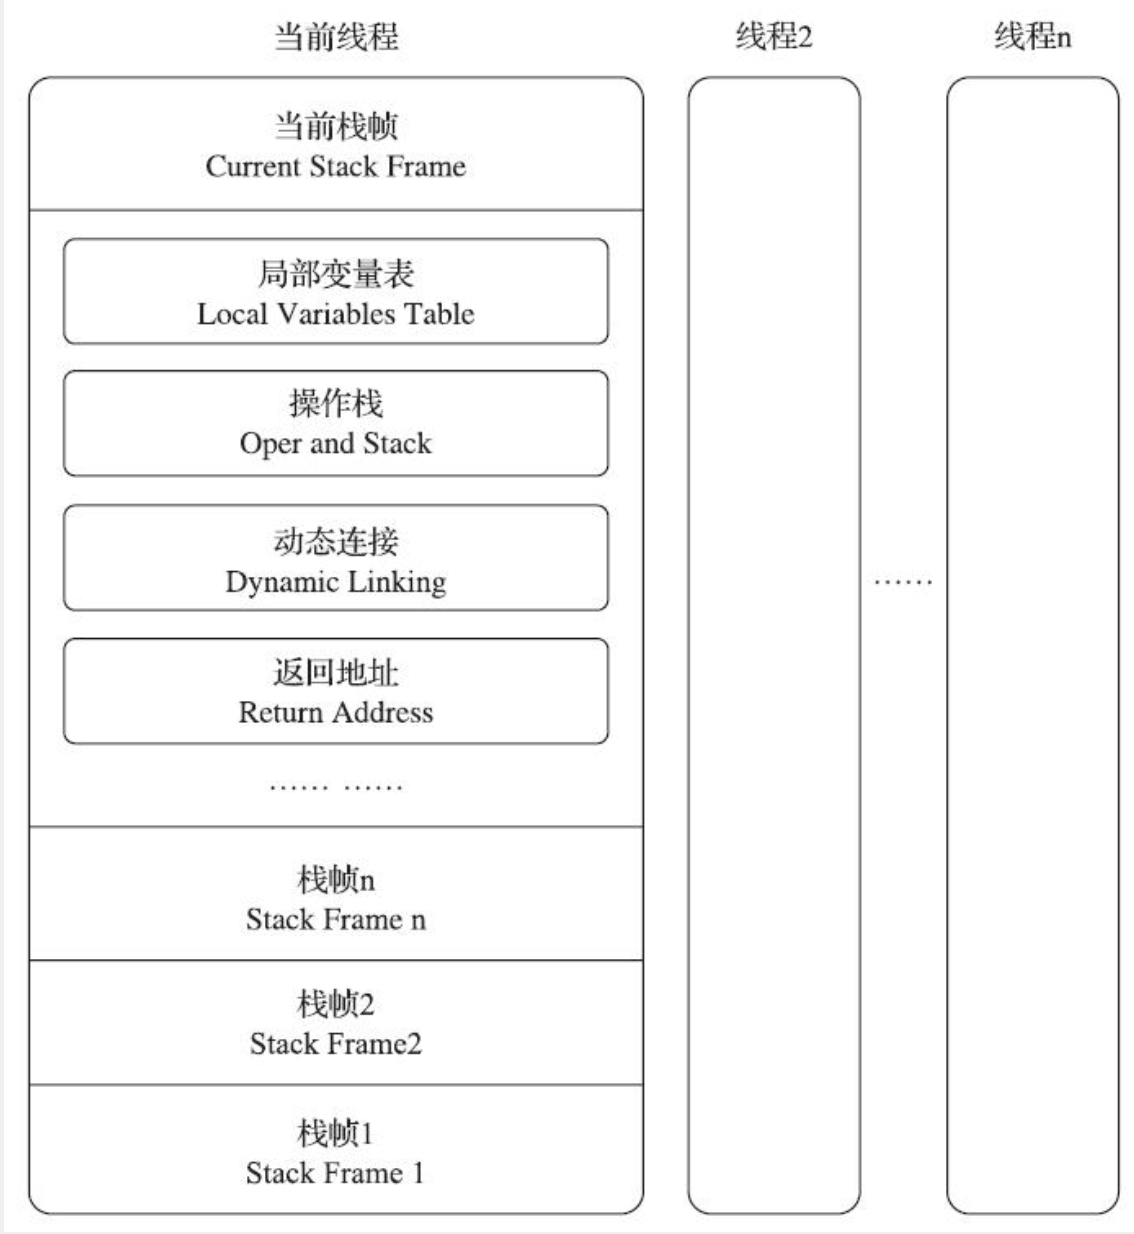 当前线程
线程2
线程n
当前栈帧
Current Stack Frame
局部变量表
Local Variables Table
操作栈
Oper and Stack
动态连接
Dynamic Linking
……
返回地址
Return Address
…… ……
栈帧n
Stack Frame n
栈帧2
Stack Frame2
栈帧1
Stack Frame 1